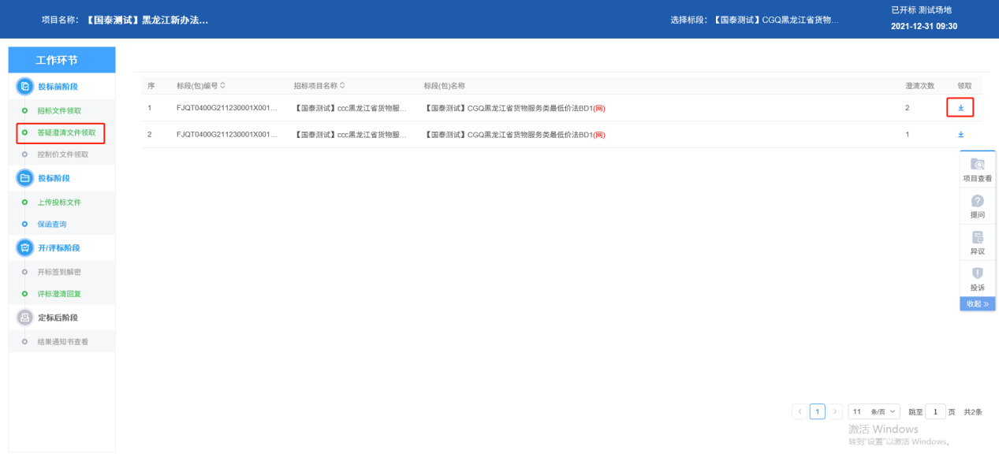 项目名称: 【国泰测试】黑龙江新办法...
选择标段: 【国泰测试】CGQ黑龙江省货物...
已开标 测试场地
2021-12-31 09:30
工作环节
投标前阶段
招标文件领取
答疑澄清文件领取
控制价文件领取
投标阶段
上传投标文件
保函查询
开/评标阶段
开标签到解密
评标澄清回复
定标后阶段
结果通知书查看
序 标段(包)编号 招标项目名称 标段(包)名称 澄清次数 领取
1 FJQT0400G211230001X001... 【国泰测试】ccc黑龙江省货物服... 【国泰测试】CGQ黑龙江省货物服务类最低价法BD1(网) 2
2 FJQT0400G211230001X001... 【国泰测试】ccc黑龙江省货物服... 【国泰测试】CGQ黑龙江省货物服务类最低价法BD1(网) 1
项目查看
提问
异议
投诉
收起 »
< 1 > 11 条/页 跳至 1 页 共2条
激活 Windows
转到"设置"以激活 Windows。